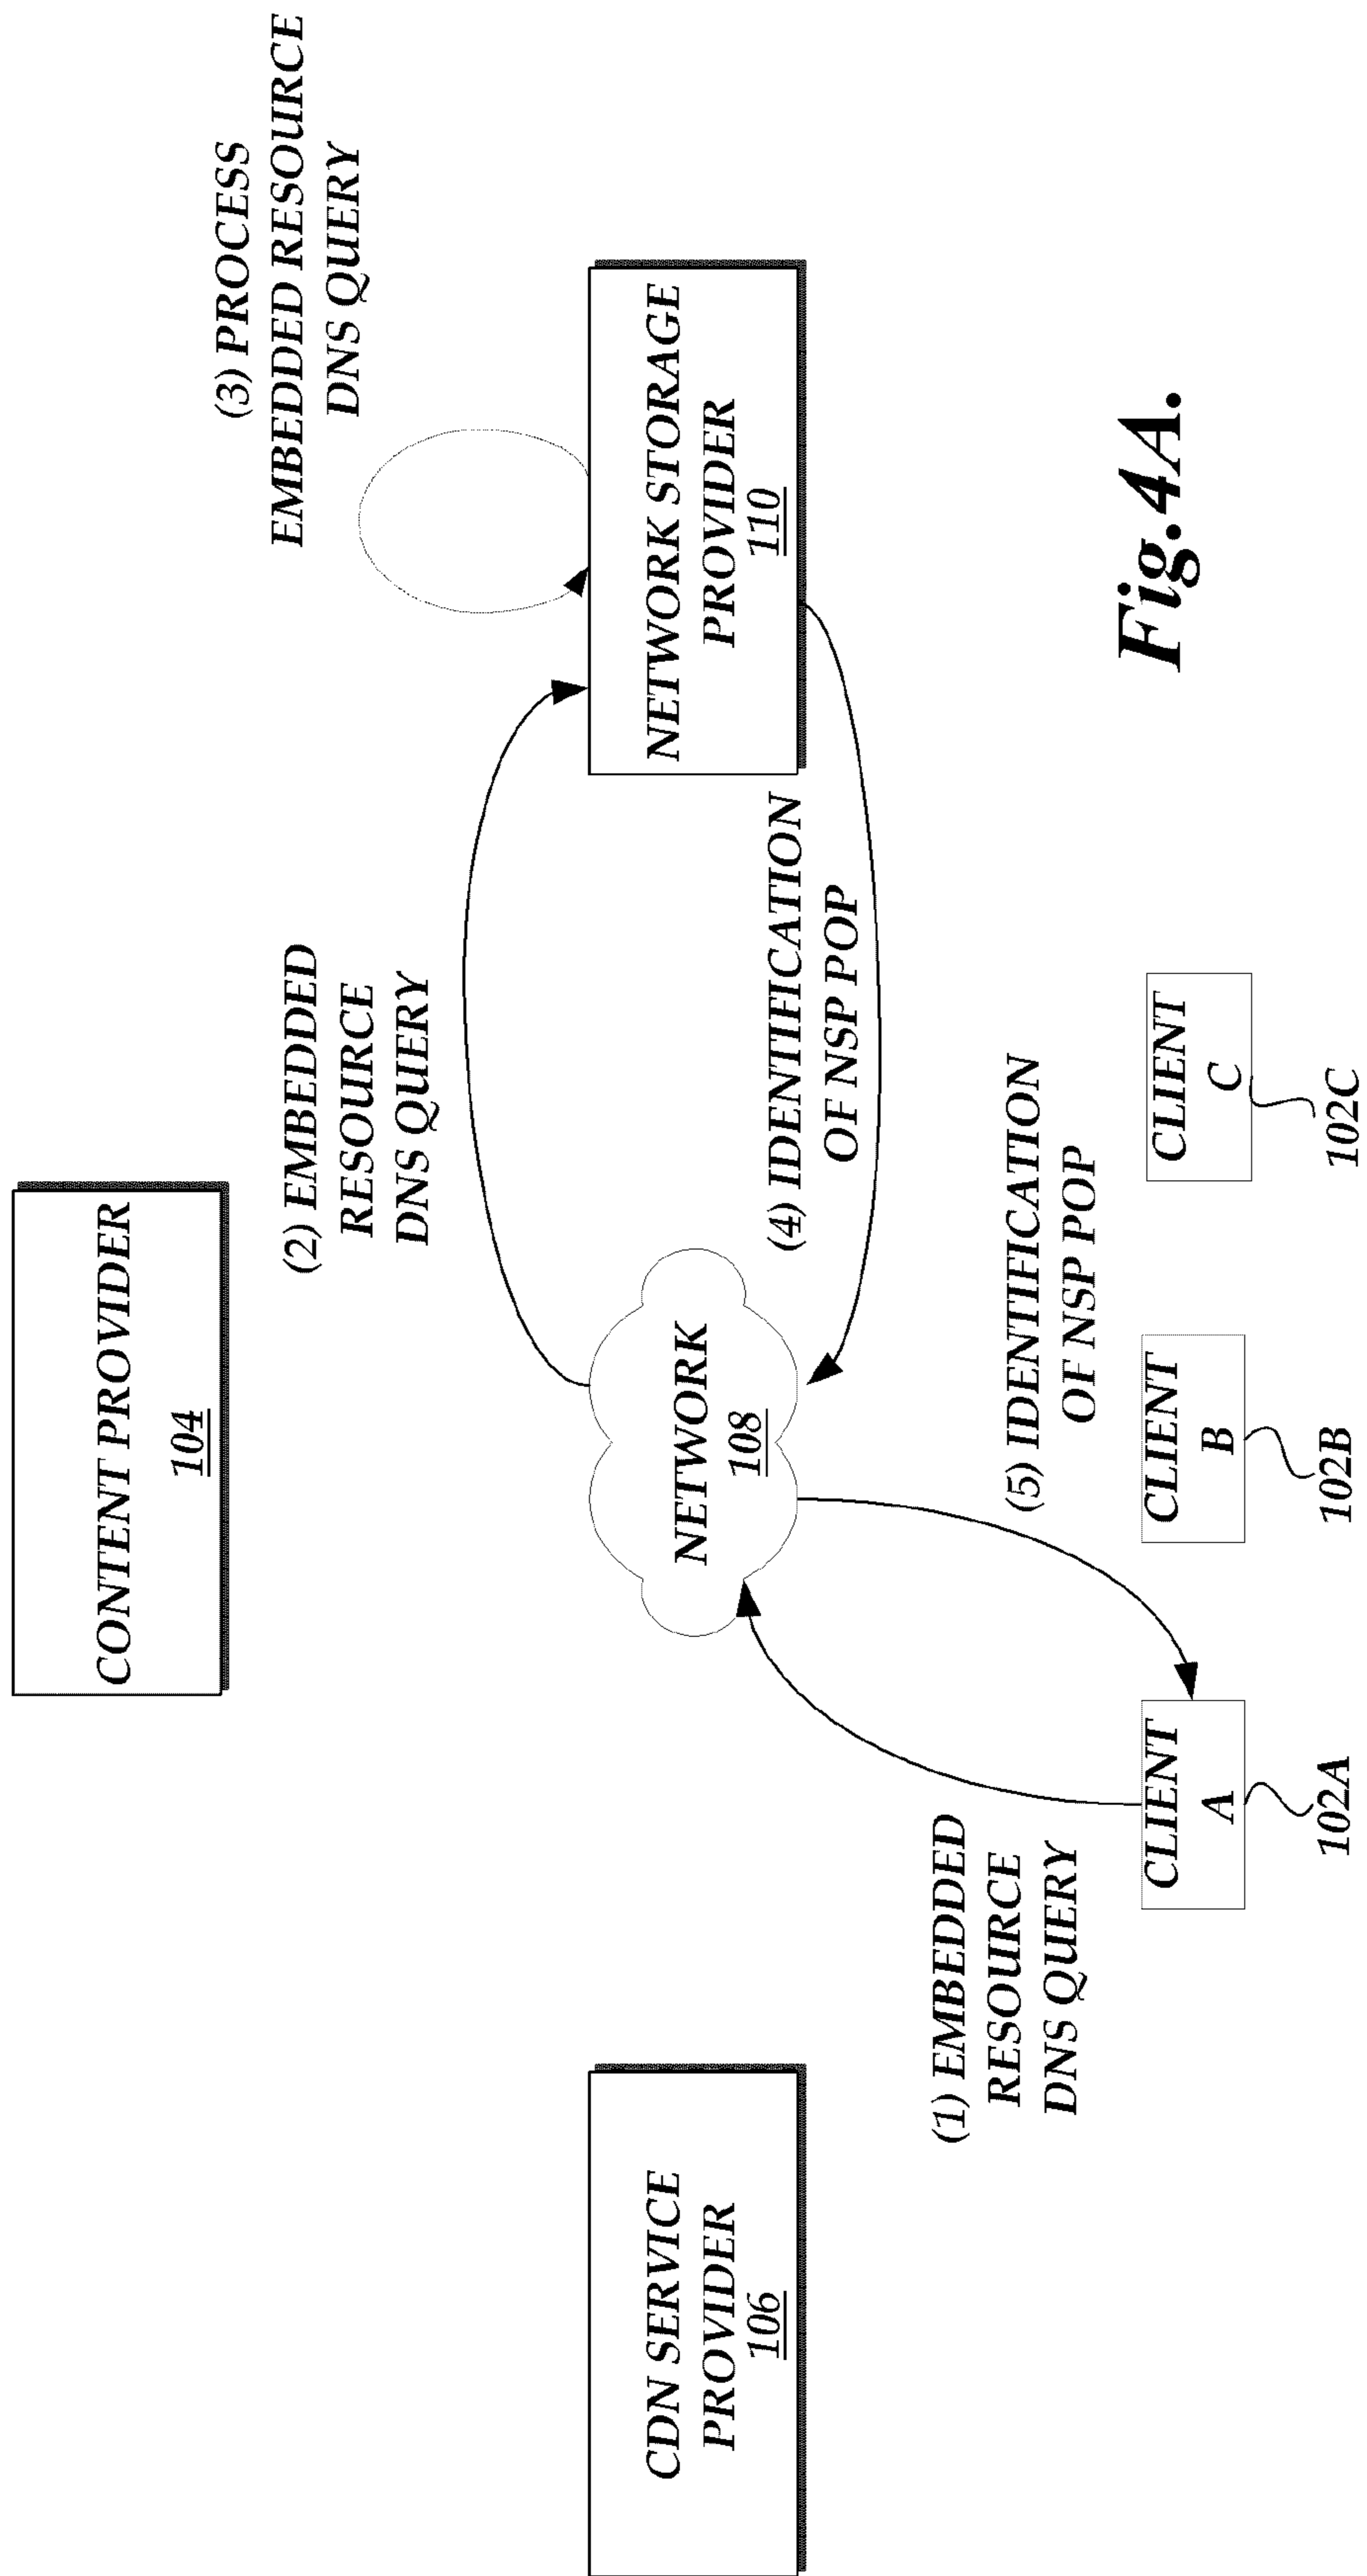 CONTENT PROVIDER
104
(3) PROCESS
EMBEDDED RESOURCE
DNS QUERY
(2) EMBEDDED
RESOURCE
DNS QUERY
CDN SERVICE
PROVIDER
106
NETWORK
108
NETWORK STORAGE
PROVIDER
110
(4) IDENTIFICATION
OF NSP POP
(1) EMBEDDED
RESOURCE
DNS QUERY
(5) IDENTIFICATION
OF NSP POP
CLIENT
A
102A
CLIENT
B
102B
CLIENT
C
102C
Fig.4A.